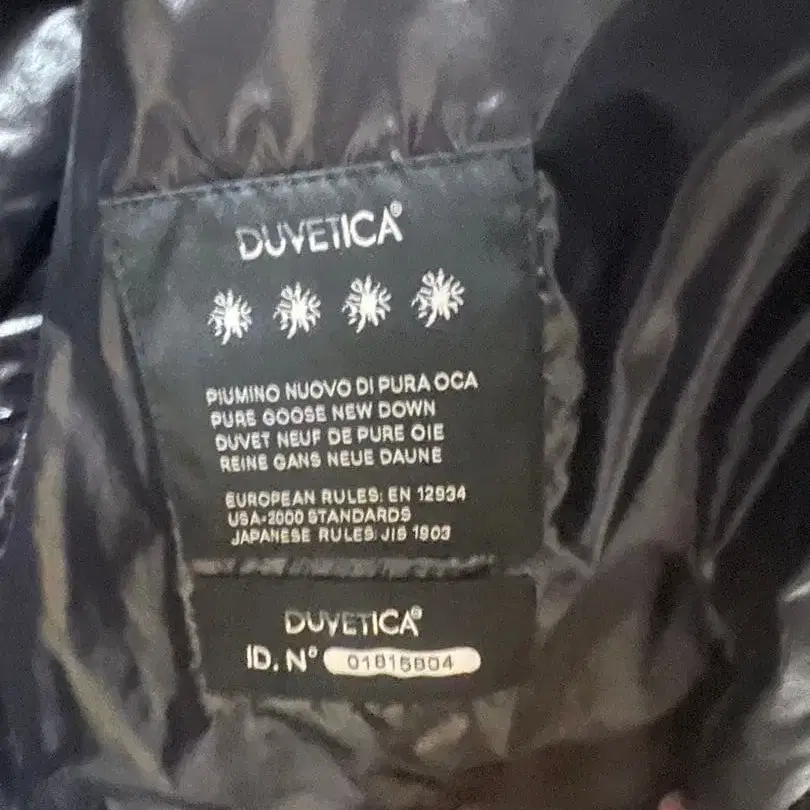 DUVETICA®
PIUMINO NUOVO DI PURA OCA
PURE GOOSE NEW DOWN
DUVET NEUF DE PURE OIE
REINE GANS NEUE DAUNE
EUROPEAN RULES: EN 12934
USA-2000 STANDARDS
JAPANESE RULES: JIS 1903
DUVETICA®
ID. N° 01815804